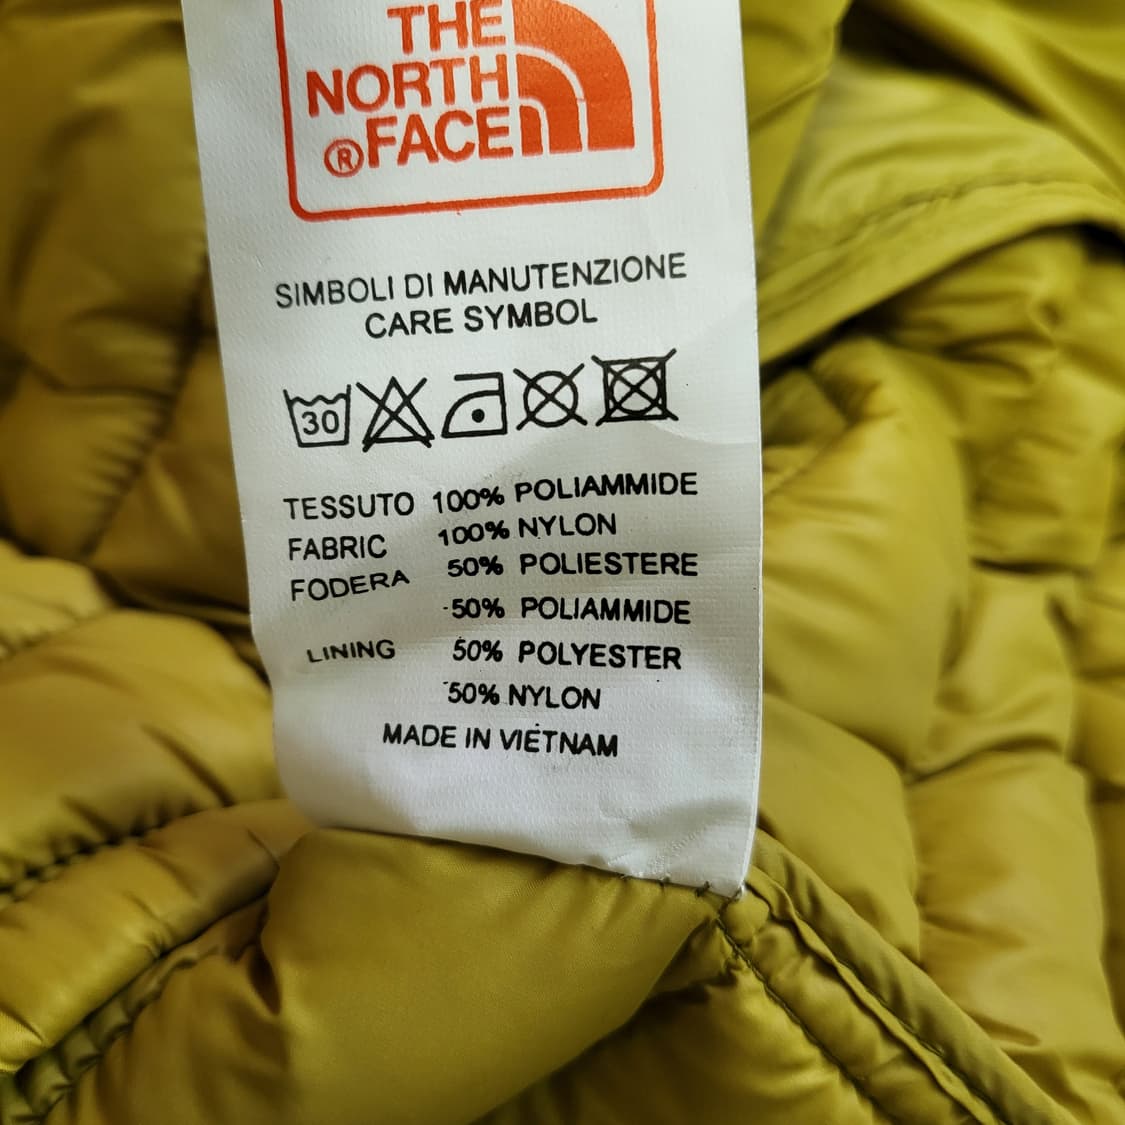 THE
NORTH
®FACE
SIMBOLI DI MANUTENZIONE
CARE SYMBOL
30
TESSUTO 100% POLIAMMIDE
FABRIC 100% NYLON
FODERA 50% POLIESTERE
-50% POLIAMMIDE
LINING 50% POLYESTER
-50% NYLON
MADE IN VIETNAM